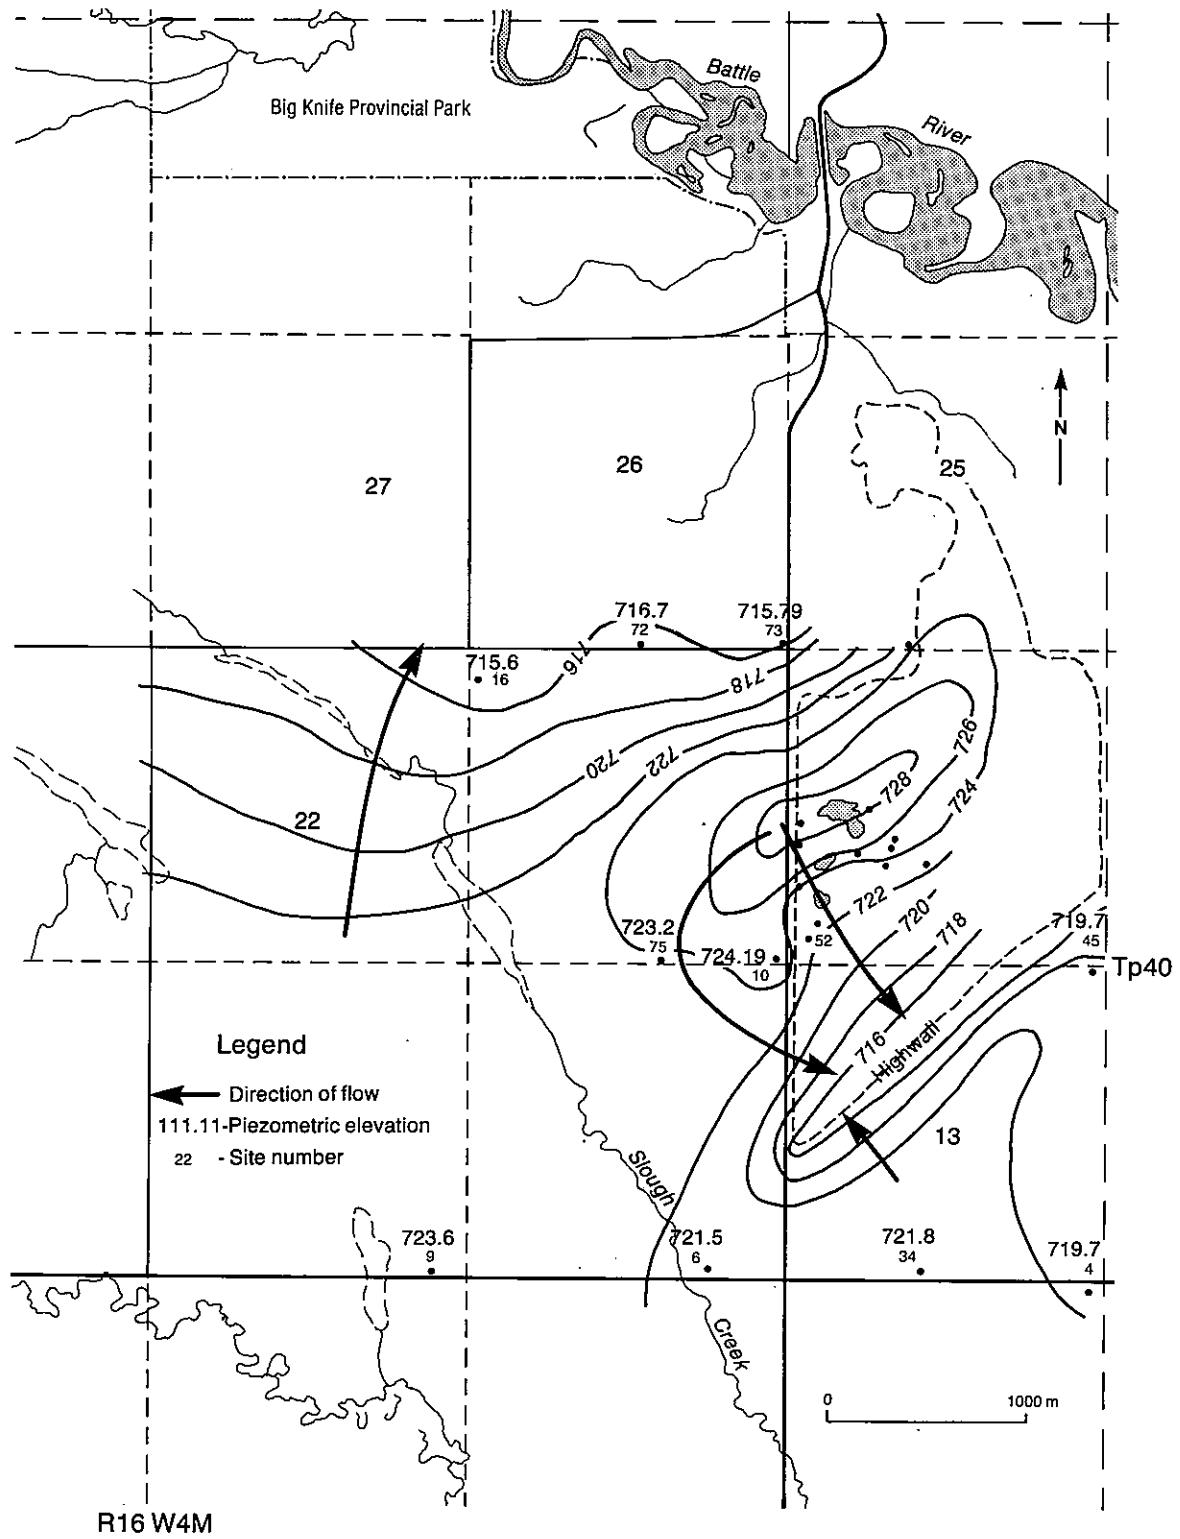 Battle
River
Big Knife Provincial Park
N
27
26
25
716.7
72
715.79
73
715.6
16
716
718
720
722
726
728
724
22
723.2
75
724.19
10
52
722
720
718
719.7
45
Tp40
716
Highwall
Legend
Direction of flow
111.11-Piezometric elevation
22 - Site number
13
Slough
Creek
723.6
9
721.5
6
721.8
34
719.7
4
0 1000 m
R16 W4M